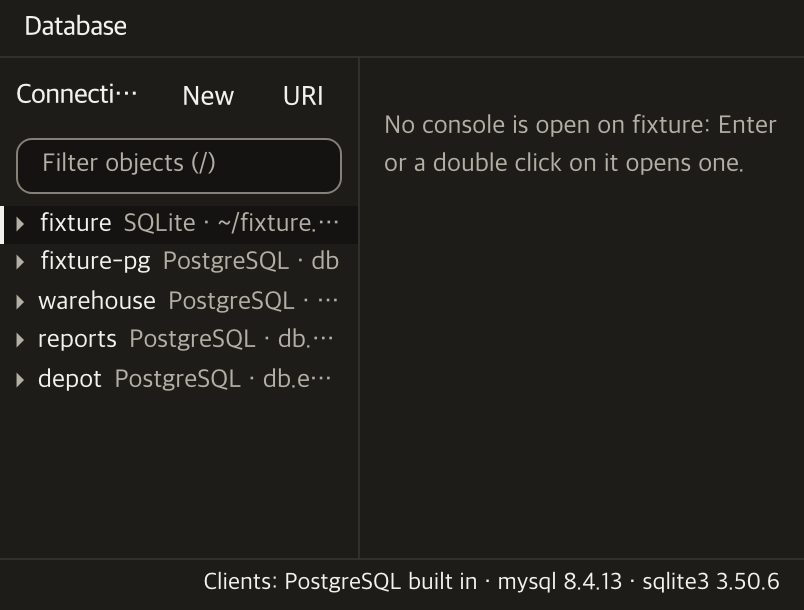 Database
Connecti… New URI
Filter objects (/)
fixture SQLite · ~/fixture.…
fixture-pg PostgreSQL · db
warehouse PostgreSQL · …
reports PostgreSQL · db.…
depot PostgreSQL · db.e…
No console is open on fixture: Enter
or a double click on it opens one.
Clients: PostgreSQL built in · mysql 8.4.13 · sqlite3 3.50.6